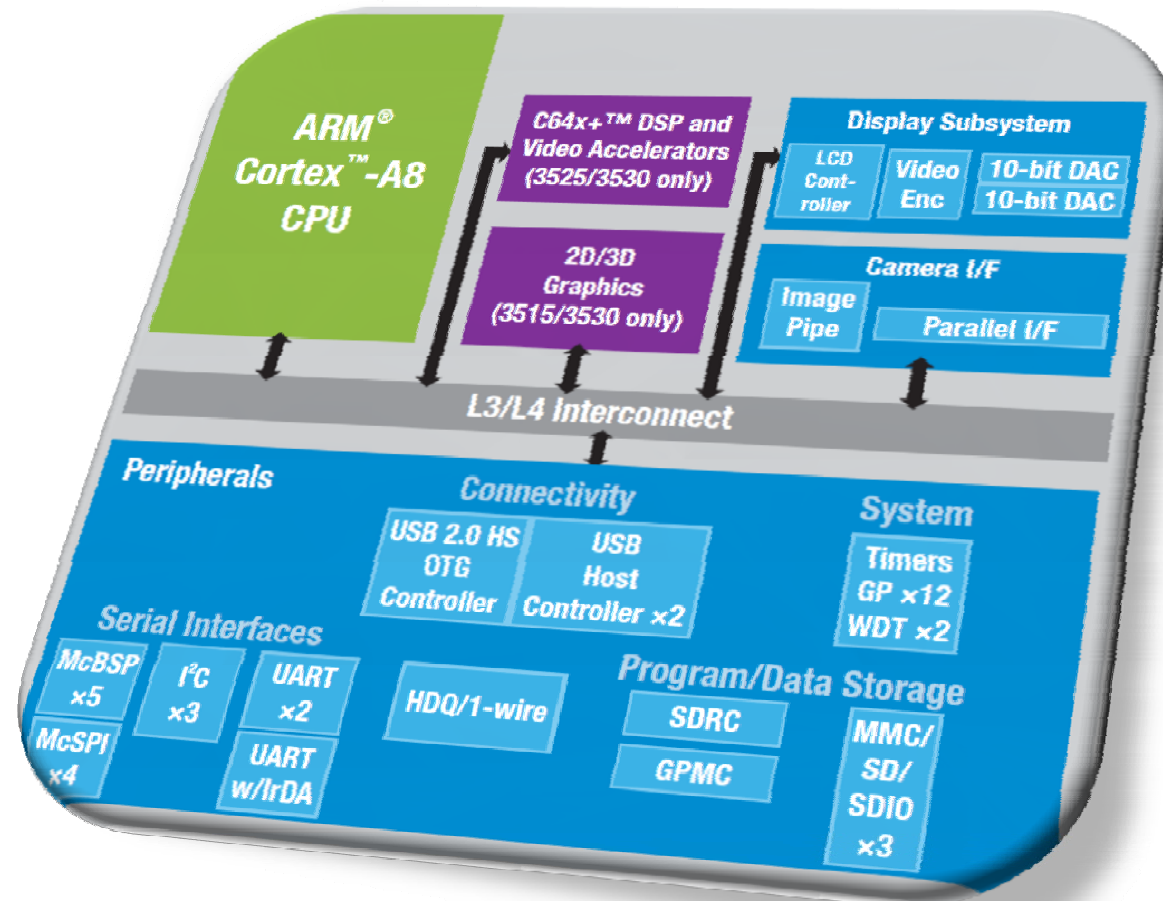 ARM®
Cortex™-A8
CPU
C64x+™ DSP and
Video Accelerators
(3525/3530 only)
2D/3D
Graphics
(3515/3530 only)
Display Subsystem
LCD
Cont-
roller
Video
Enc
10-bit DAC
10-bit DAC
Camera I/F
Image
Pipe
Parallel I/F
L3/L4 Interconnect
Peripherals
Connectivity
USB 2.0 HS
OTG
Controller
USB
Host
Controller ×2
System
Timers
GP ×12
WDT ×2
Serial Interfaces
McBSP
×5
I²C
×3
UART
×2
McSPI
×4
UART
w/IrDA
HDQ/1-wire
Program/Data Storage
SDRC
GPMC
MMC/
SD/
SDIO
×3